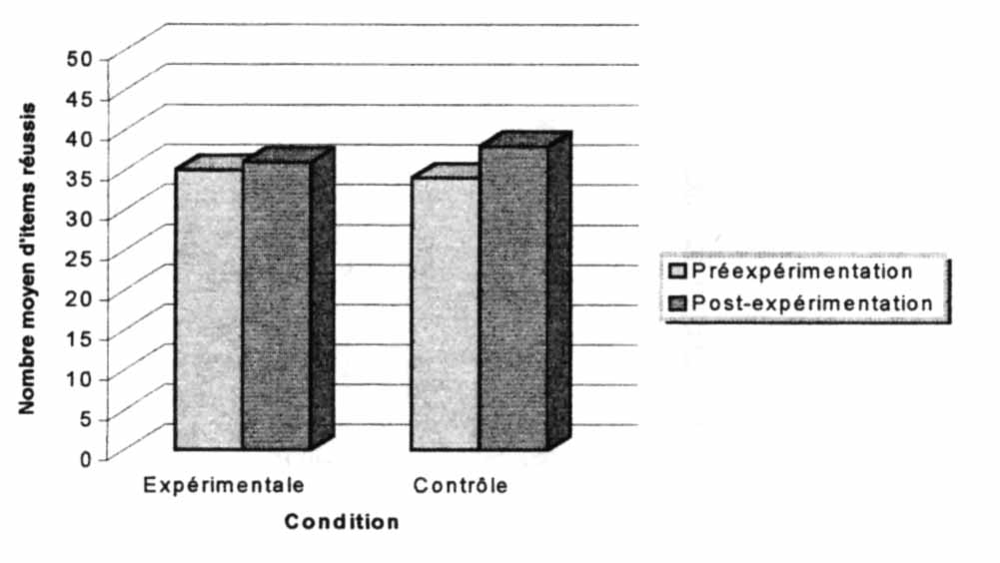 Nombre moyen d'items réussis
50
45
40
35
30
25
20
15
10
5
0
Expérimentale Contrôle
Condition
Préexpérimentation
Post-expérimentation